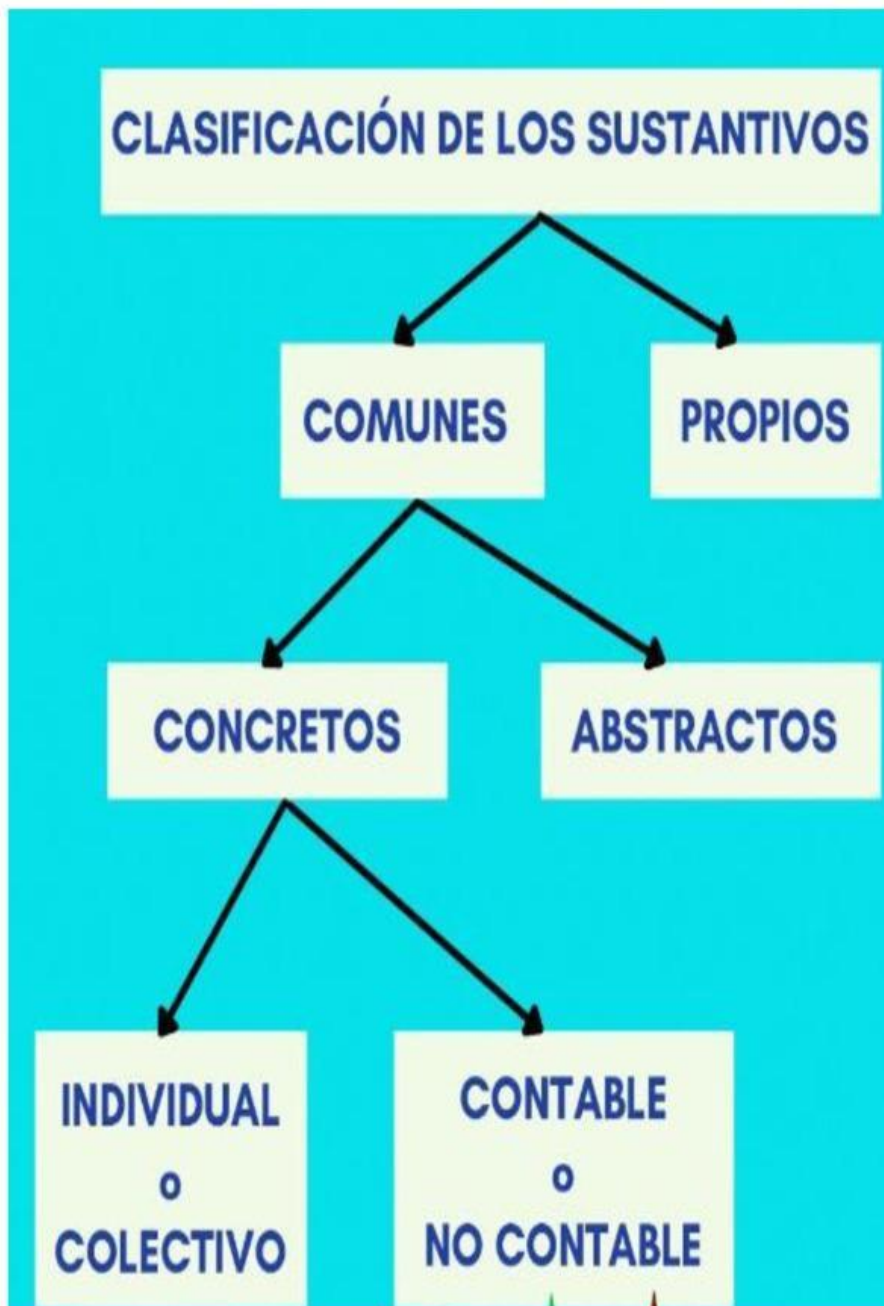 CLASIFICACIÓN DE LOS SUSTANTIVOS
COMUNES
PROPIOS
CONCRETOS
ABSTRACTOS
INDIVIDUAL
o
COLECTIVO
CONTABLE
o
NO CONTABLE